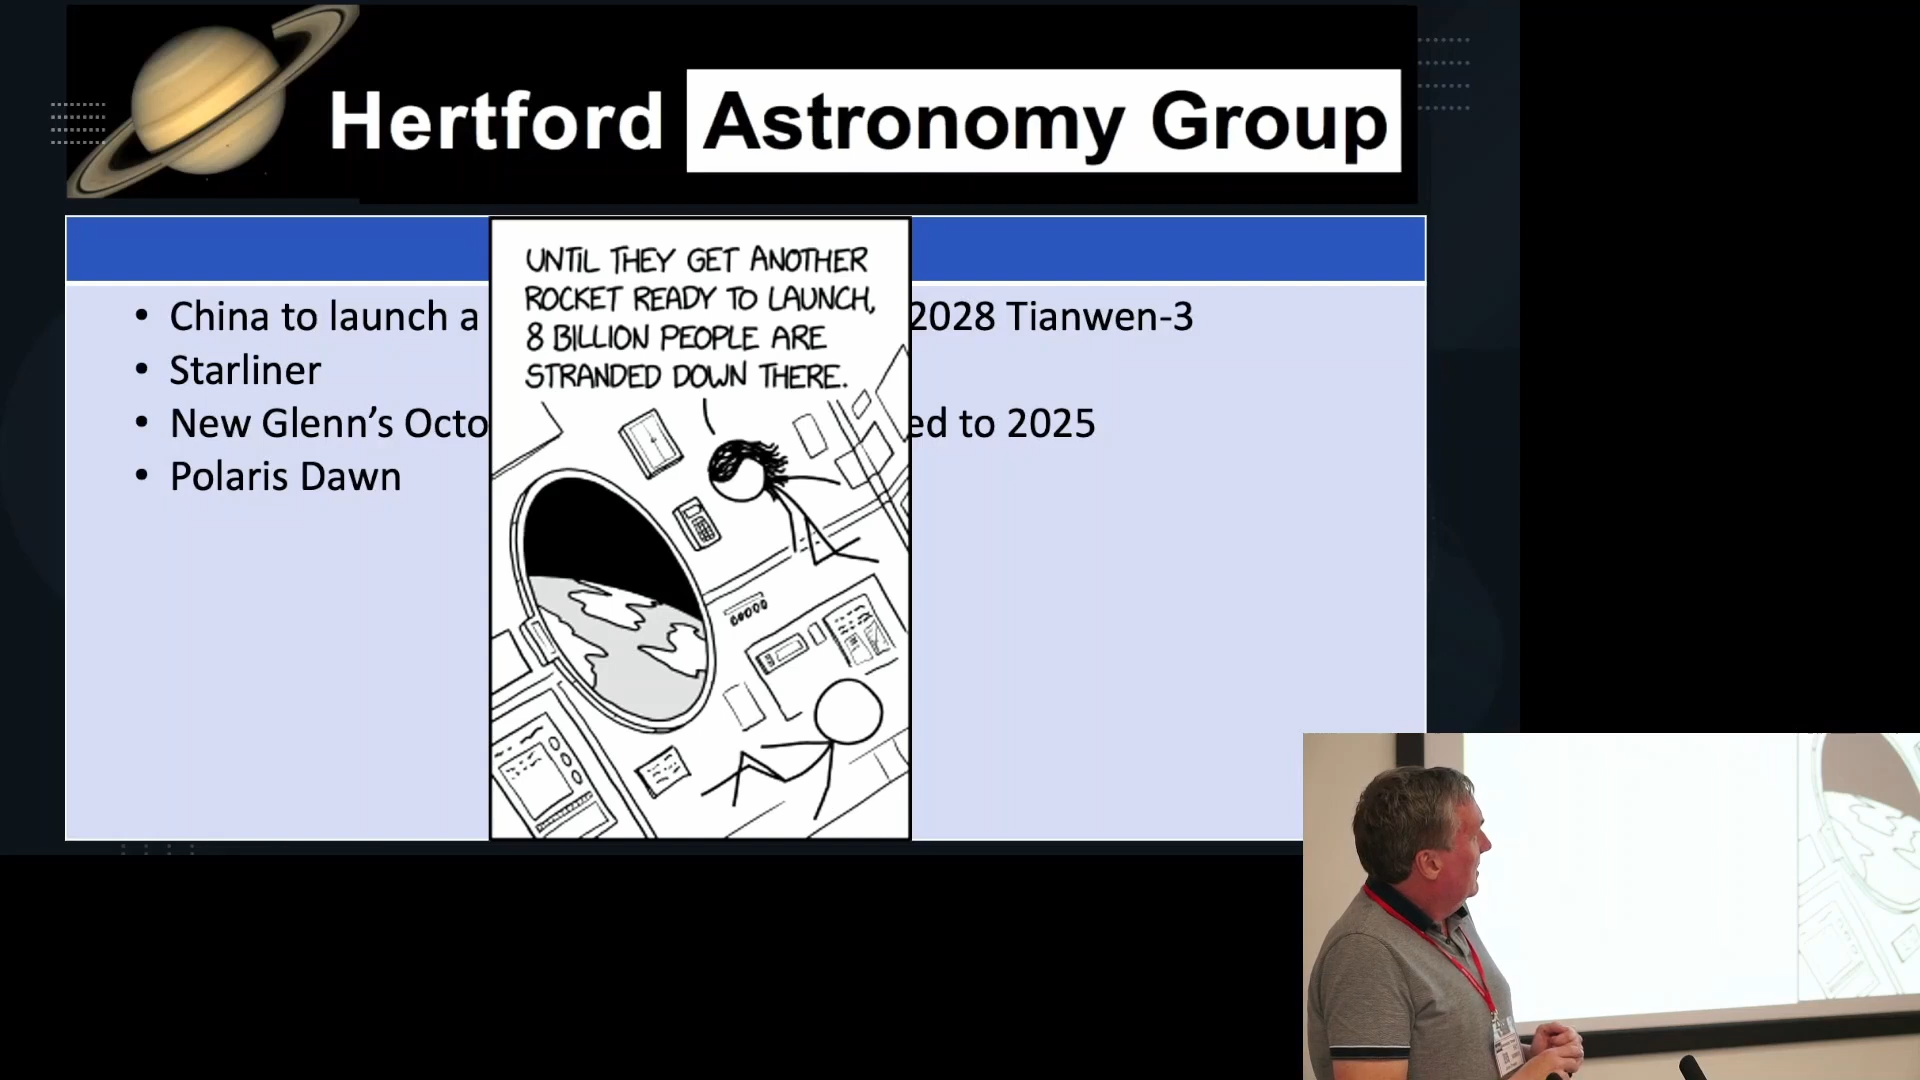 Hertford Astronomy Group
UNTIL THEY GET ANOTHER
ROCKET READY TO LAUNCH,
8 BILLION PEOPLE ARE
STRANDED DOWN THERE.
• China to launch a 2028 Tianwen-3
• Starliner
• New Glenn’s Octo ed to 2025
• Polaris Dawn